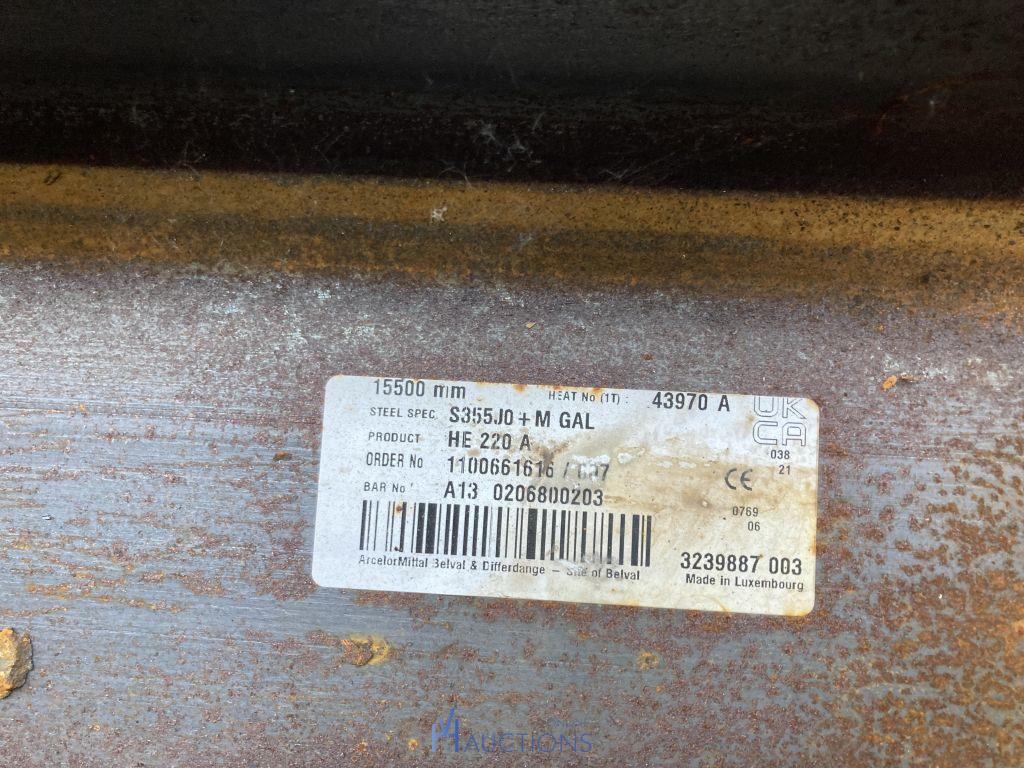 15500 mm HEAT No (1T) : 43970 A
UK
CA
STEEL SPEC S355J0+M GAL
038
PRODUCT HE 220 A
21
ORDER No 1100661616 /
CE
BAR No A13 0206800203
0769
06
3239887 003
ArcelorMittal Belval & Differdange – Site of Belval
Made in Luxembourg
AUCTIONS